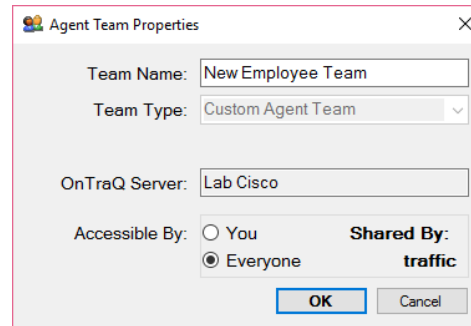 Agent Team Properties
Team Name: New Employee Team
Team Type: Custom Agent Team
OnTraQ Server: Lab Cisco
Accessible By: You Shared By:
Everyone traffic
OK Cancel